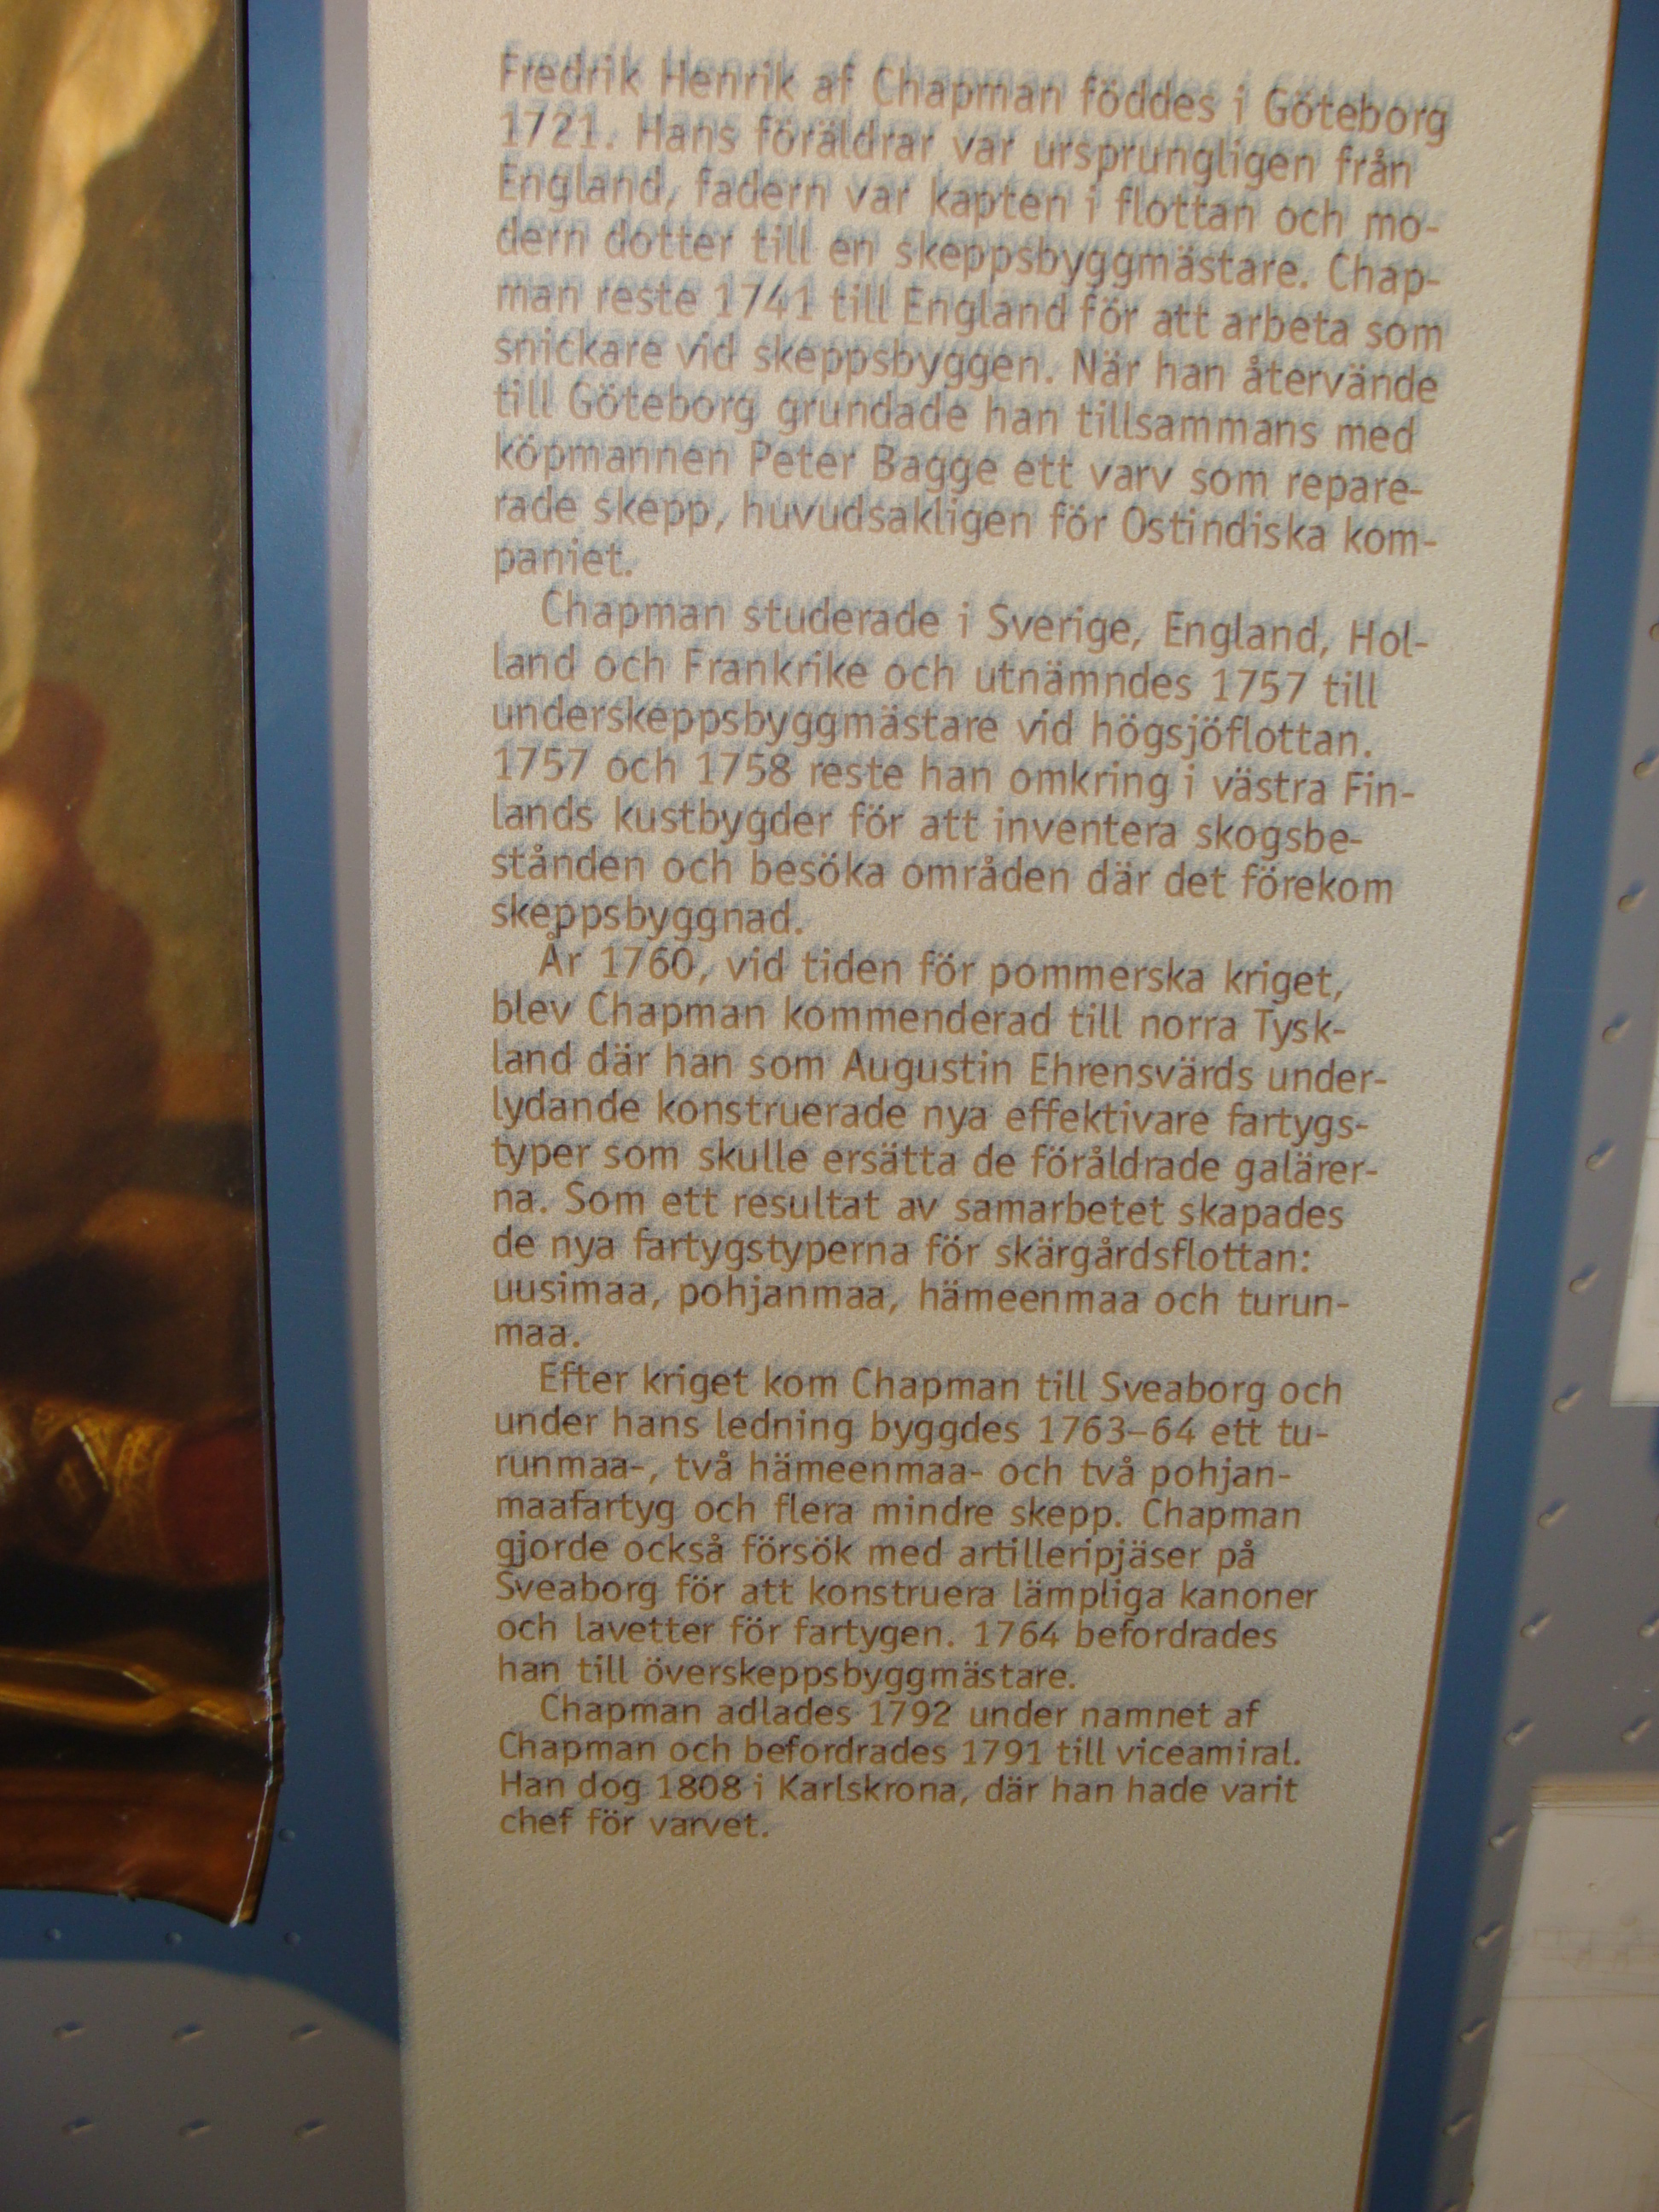 Fredrik Henrik af Chapman föddes i Göteborg
1721. Hans föräldrar var ursprungligen från
England, fadern var kapten i flottan och mo-
dern dotter till en skeppsbyggmästare. Chap-
man reste 1741 till England för att arbeta som
snickare vid skeppsbyggen. När han återvände
till Göteborg grundade han tillsammans med
köpmannen Peter Bagge ett varv som repare-
rade skepp, huvudsakligen för Ostindiska kom-
paniet.
Chapman studerade i Sverige, England, Hol-
land och Frankrike och utnämndes 1757 till
underskeppsbyggmästare vid högsjöflottan.
1757 och 1758 reste han omkring i västra Fin-
lands kustbygder för att inventera skogsbe-
stånden och besöka områden där det förekom
skeppsbyggnad.
År 1760, vid tiden för pommerska kriget,
blev Chapman kommenderad till norra Tysk-
land där han som Augustin Ehrensvärds under-
lydande konstruerade nya effektivare fartygs-
typer som skulle ersätta de föråldrade galärer-
na. Som ett resultat av samarbetet skapades
de nya fartygstyperna för skärgårdsflottan:
uusimaa, pohjanmaa, hämeenmaa och turun-
maa.
Efter kriget kom Chapman till Sveaborg och
under hans ledning byggdes 1763–64 ett tu-
runmaa-, två hämeenmaa- och två pohjan-
maafartyg och flera mindre skepp. Chapman
gjorde också försök med artilleripjäser på
Sveaborg för att konstruera lämpliga kanoner
och lavetter för fartygen. 1764 befordrades
han till överskeppsbyggmästare.
Chapman adlades 1792 under namnet af
Chapman och befordrades 1791 till viceamiral.
Han dog 1808 i Karlskrona, där han hade varit
chef för varvet.